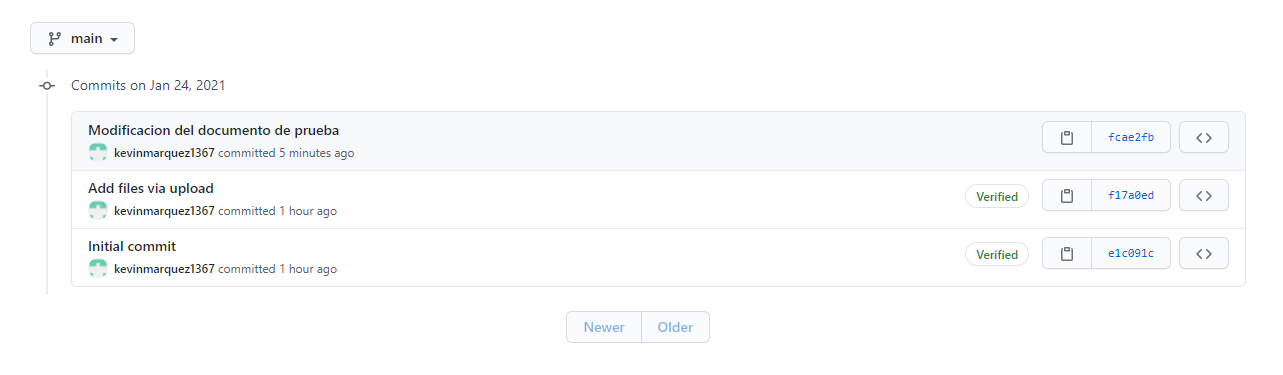 main
Commits on Jan 24, 2021
Modificacion del documento de prueba
kevinmarquez1367 committed 5 minutes ago
fcae2fb
Add files via upload
kevinmarquez1367 committed 1 hour ago
Verified
f17a0ed
Initial commit
kevinmarquez1367 committed 1 hour ago
Verified
e1c091c
Newer Older